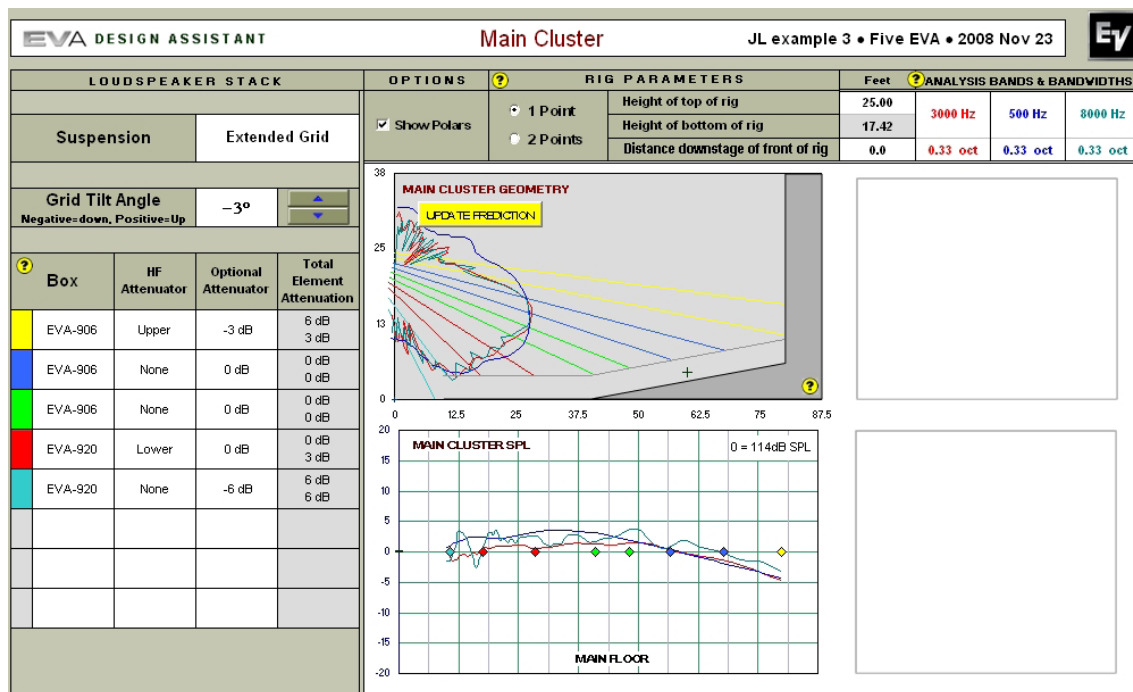 EVA DESIGN ASSISTANT
Main Cluster
JL example 3 • Five EVA • 2008 Nov 23
EV
LOUDSPEAKER STACK
OPTIONS
?
RIG PARAMETERS
Feet
?
ANALYSIS BANDS & BANDWIDTHS
Suspension
Extended Grid
Show Polars
1 Point
2 Points
Height of top of rig
25.00
Height of bottom of rig
17.42
Distance downstage of front of rig
0.0
3000 Hz
500 Hz
8000 Hz
0.33 oct
0.33 oct
0.33 oct
Grid Tilt Angle
Negative=down, Positive=Up
-3º
?
Box
HF
Attenuator
Optional
Attenuator
Total
Element
Attenuation
EVA-906
Upper
-3 dB
6 dB
3 dB
EVA-906
None
0 dB
0 dB
0 dB
EVA-906
None
0 dB
0 dB
0 dB
EVA-920
Lower
0 dB
0 dB
3 dB
EVA-920
None
-6 dB
6 dB
6 dB
MAIN CLUSTER GEOMETRY
UPDATE PREDICTION
38
25
13
0
?
0 12.5 25 37.5 50 62.5 75 87.5
MAIN CLUSTER SPL
0 = 114dB SPL
20
15
10
5
0
-5
-10
-15
-20
MAIN FLOOR